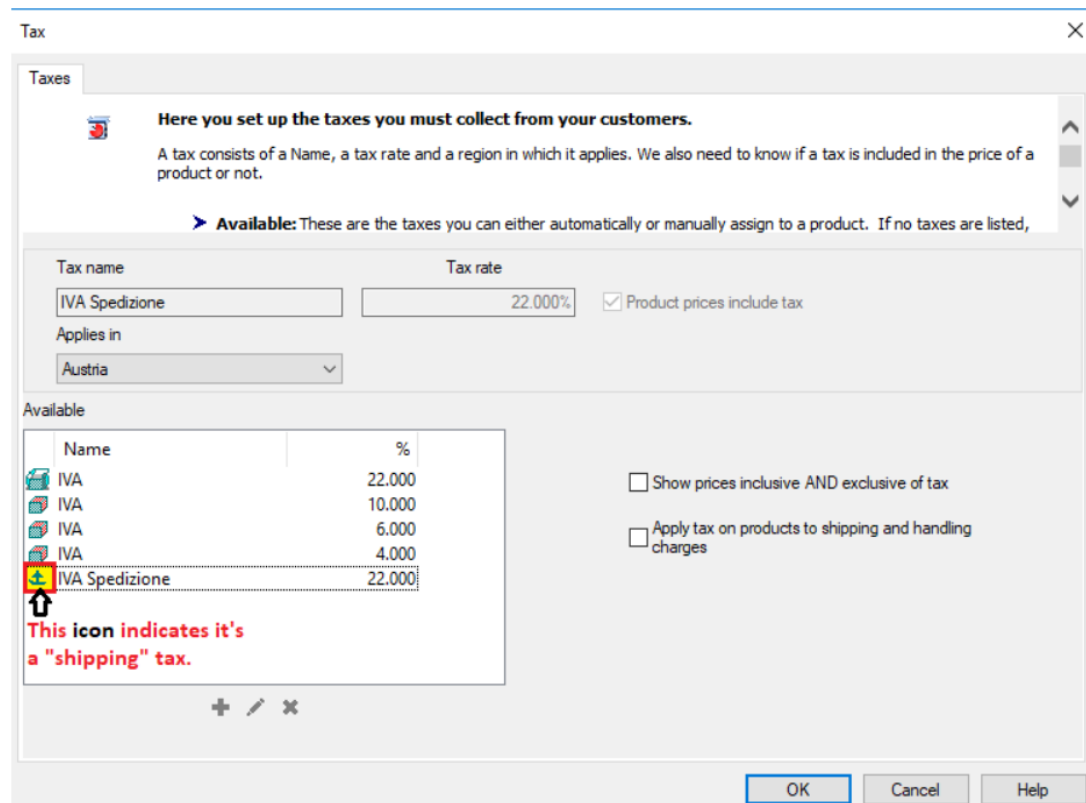 Tax
Taxes
Here you set up the taxes you must collect from your customers.
A tax consists of a Name, a tax rate and a region in which it applies. We also need to know if a tax is included in the price of a
product or not.
Available: These are the taxes you can either automatically or manually assign to a product. If no taxes are listed,
Tax name Tax rate
IVA Spedizione 22.000% Product prices include tax
Applies in
Austria
Available
Name %
IVA 22.000
IVA 10.000
IVA 6.000
IVA 4.000
IVA Spedizione 22.000
This icon indicates it's
a "shipping" tax.
Show prices inclusive AND exclusive of tax
Apply tax on products to shipping and handling
charges
OK Cancel Help